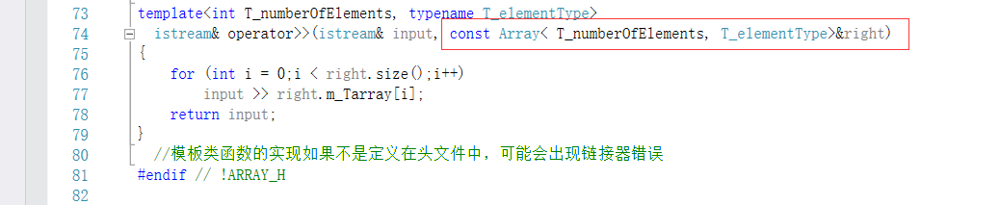 73 template<int T_numberOfElements, typename T_elementType>
74 istream& operator>>(istream& input, const Array< T_numberOfElements, T_elementType>&right)
75 {
76 for (int i = 0;i < right.size();i++)
77 input >> right.m_Tarray[i];
78 return input;
79 }
80 //模板类函数的实现如果不是定义在头文件中，可能会出现链接器错误
81 #endif // !ARRAY_H
82